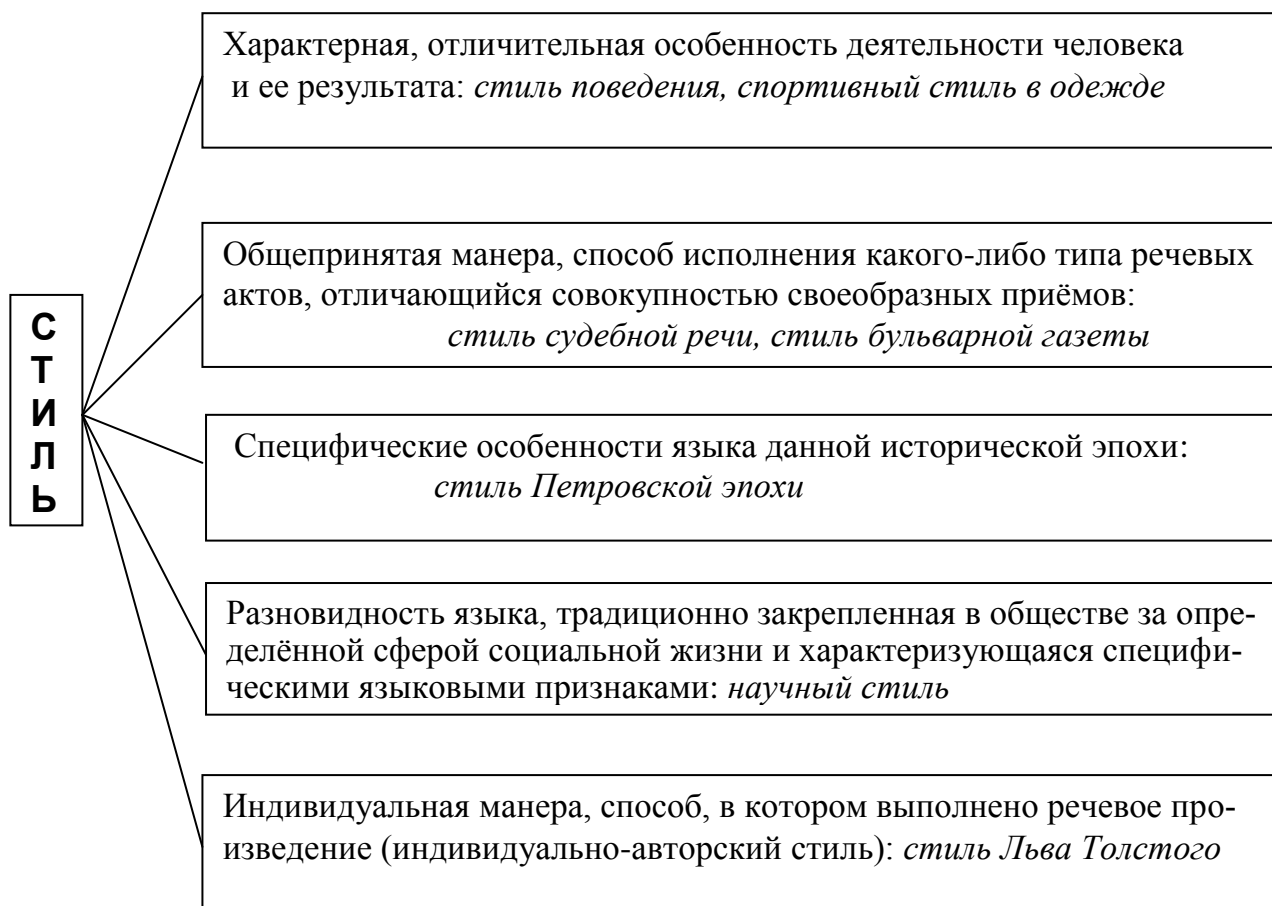 Характерная, отличительная особенность деятельности человека
и ее результата: стиль поведения, спортивный стиль в одежде
Общепринятая манера, способ исполнения какого-либо типа речевых
актов, отличающийся совокупностью своеобразных приёмов:
стиль судебной речи, стиль бульварной газеты
С
Т
И
Л
Ь
Специфические особенности языка данной исторической эпохи:
стиль Петровской эпохи
Разновидность языка, традиционно закрепленная в обществе за опре-
делённой сферой социальной жизни и характеризующаяся специфи-
ческими языковыми признаками: научный стиль
Индивидуальная манера, способ, в котором выполнено речевое про-
изведение (индивидуально-авторский стиль): стиль Льва Толстого